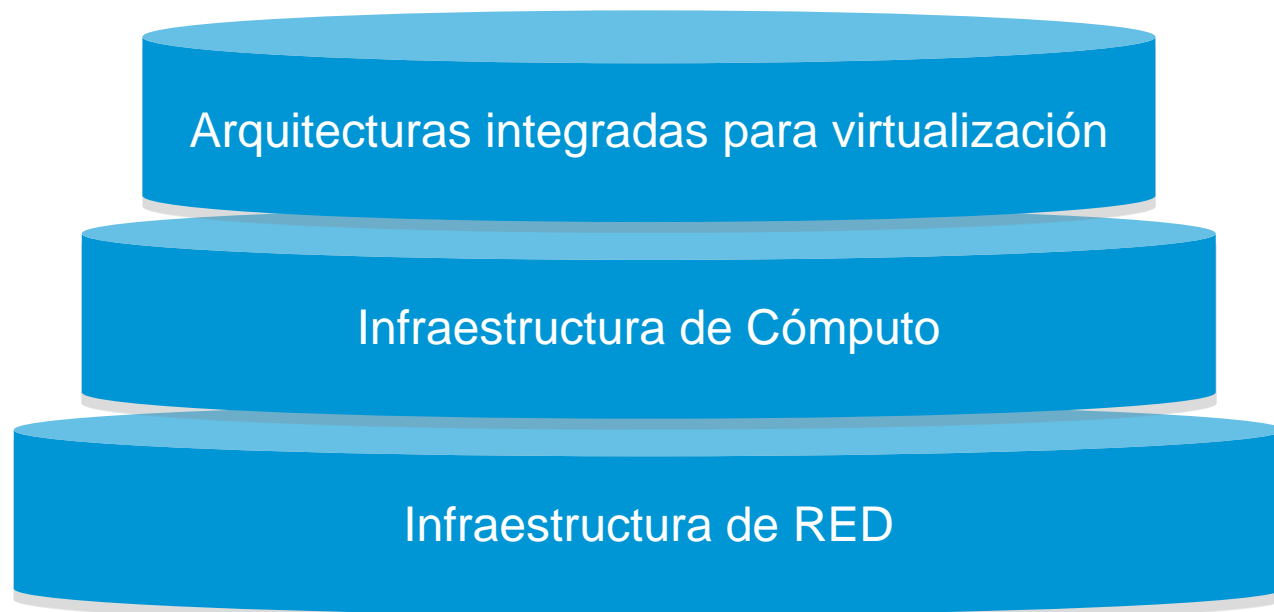 Arquitecturas integradas para virtualización
Infraestructura de Cómputo
Infraestructura de RED